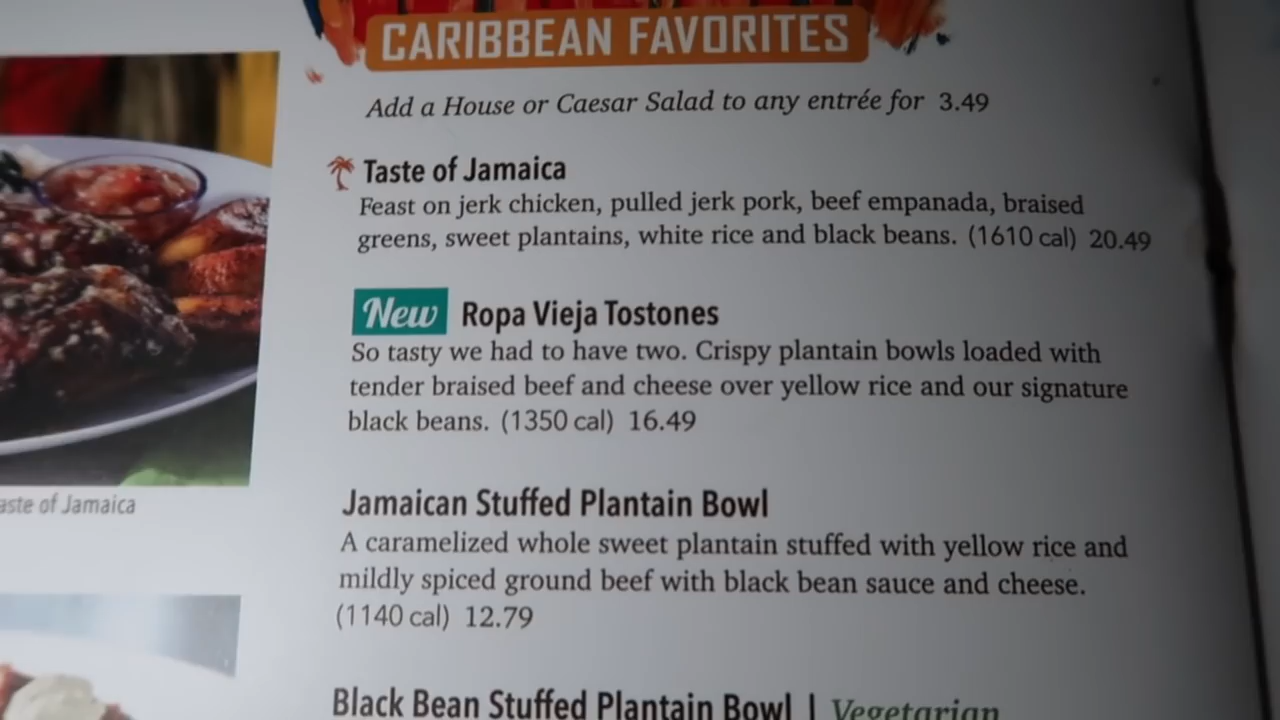 CARIBBEAN FAVORITES
Add a House or Caesar Salad to any entrée for 3.49
Taste of Jamaica
Feast on jerk chicken, pulled jerk pork, beef empanada, braised
greens, sweet plantains, white rice and black beans. (1610 cal) 20.49
New Ropa Vieja Tostones
So tasty we had to have two. Crispy plantain bowls loaded with
tender braised beef and cheese over yellow rice and our signature
black beans. (1350 cal) 16.49
aste of Jamaica
Jamaican Stuffed Plantain Bowl
A caramelized whole sweet plantain stuffed with yellow rice and
mildly spiced ground beef with black bean sauce and cheese.
(1140 cal) 12.79
Black Bean Stuffed Plantain Bowl | Vegetarian